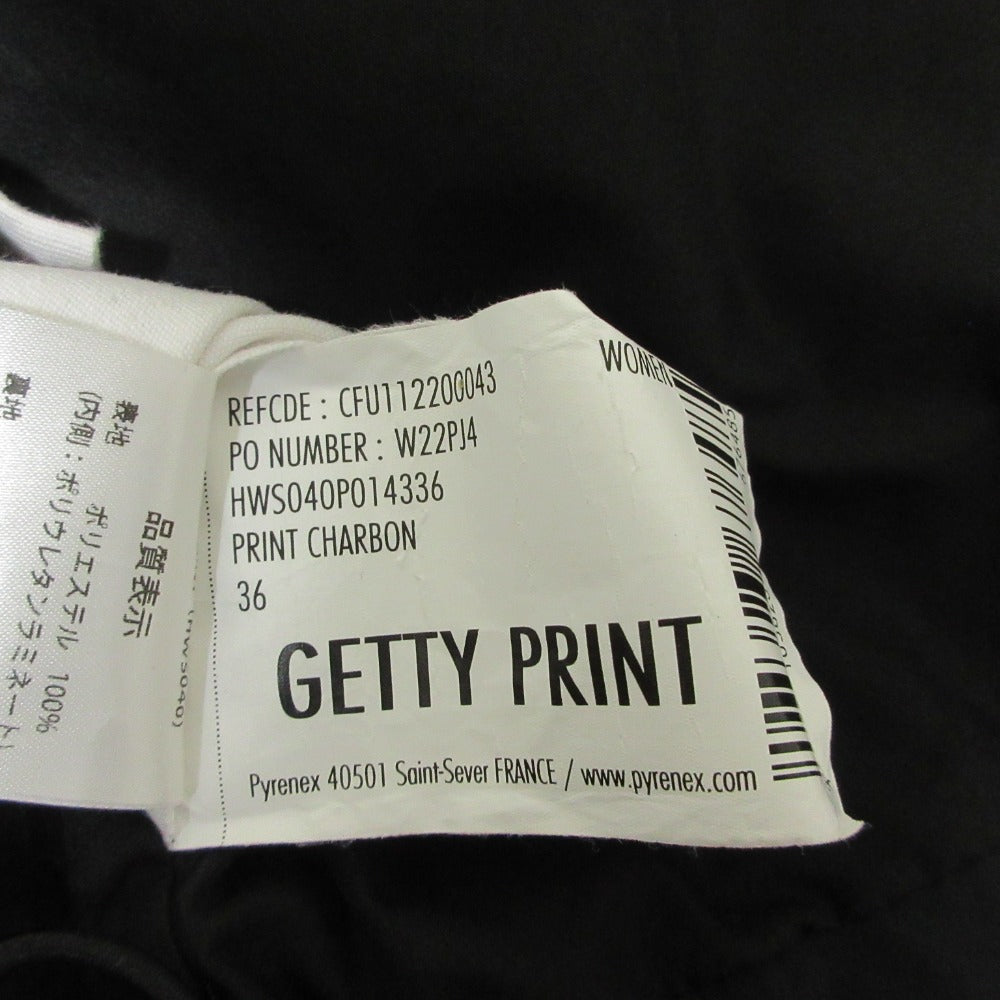 REFCDE : CFU112200043
PO NUMBER : W22PJ4
HWS040P014336
PRINT CHARBON
36
GETTY PRINT
Pyrenex 40501 Saint-Sever FRANCE / www.pyrenex.com
WOMEN
品質表示
(HWS040)
表地
ポリエステル 100%
(内側:ポリウレタンラミネート)
裏地